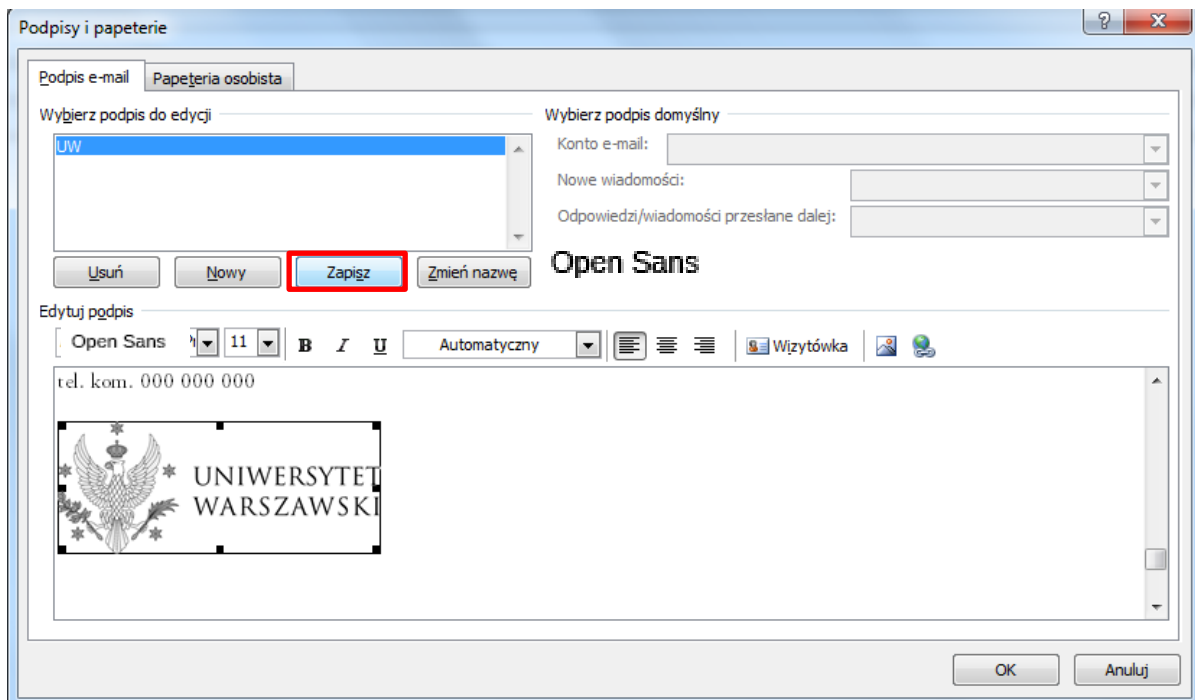 Podpisy i papeterie
Podpis e-mail Papeteria osobista
Wybierz podpis do edycji Wybierz podpis domyślny
UW
Konto e-mail:
Nowe wiadomości:
Odpowiedzi/wiadomości przesłane dalej:
Usuń Nowy Zapisz Zmień nazwę Open Sans
Edytuj podpis
Open Sans 11 B I U Automatyczny Wizytówka
tel. kom. 000 000 000
UNIWERSYTET
WARSZAWSKI
OK Anuluj